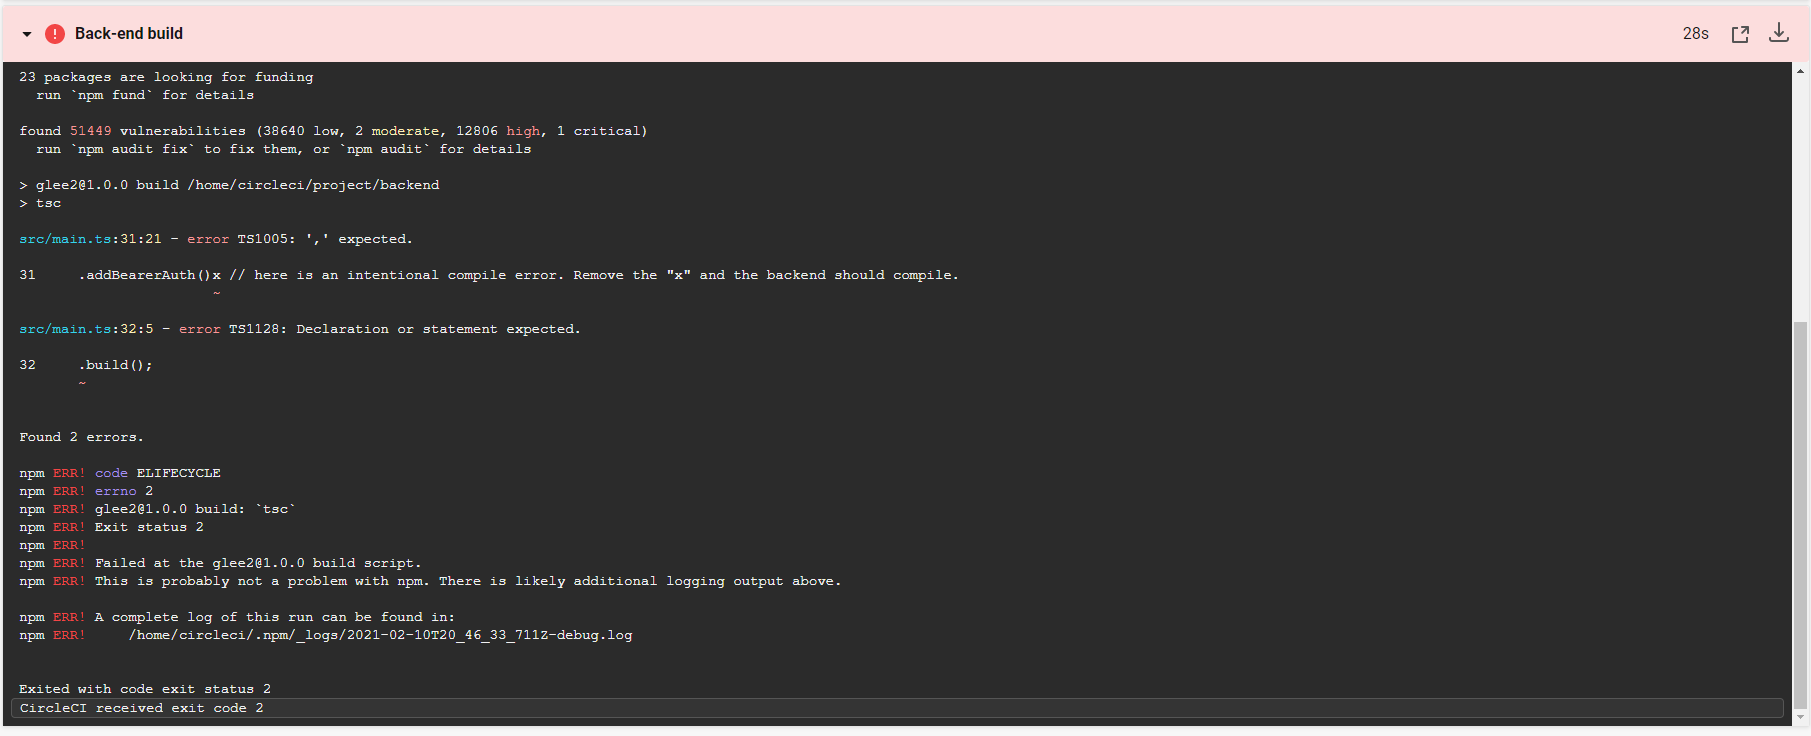 Back-end build
28s
23 packages are looking for funding
run `npm fund` for details
found 51449 vulnerabilities (38640 low, 2 moderate, 12806 high, 1 critical)
run `npm audit fix` to fix them, or `npm audit` for details
> glee2@1.0.0 build /home/circleci/project/backend
> tsc
src/main.ts:31:21 - error TS1005: ',' expected.
31     .addBearerAuth()x // here is an intentional compile error. Remove the "x" and the backend should compile.
~
src/main.ts:32:5 - error TS1128: Declaration or statement expected.
32     .build();
~
Found 2 errors.
npm ERR! code ELIFECYCLE
npm ERR! errno 2
npm ERR! glee2@1.0.0 build: `tsc`
npm ERR! Exit status 2
npm ERR!
npm ERR! Failed at the glee2@1.0.0 build script.
npm ERR! This is probably not a problem with npm. There is likely additional logging output above.
npm ERR! A complete log of this run can be found in:
npm ERR!     /home/circleci/.npm/_logs/2021-02-10T20_46_33_711Z-debug.log
Exited with code exit status 2
CircleCI received exit code 2